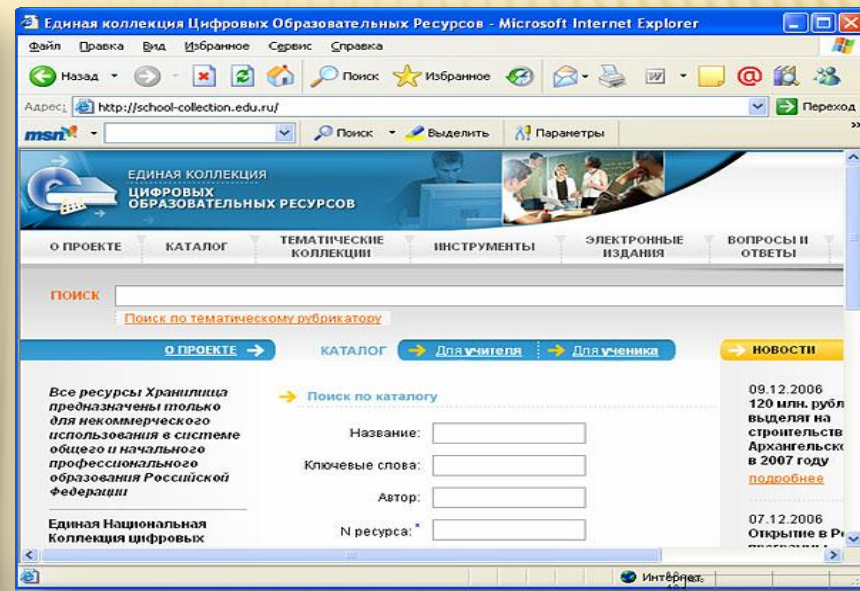 Единая коллекция Цифровых Образовательных Ресурсов - Microsoft Internet Explorer
Файл Правка Вид Избранное Сервис Справка
Назад Поиск Избранное
Адрес: http://school-collection.edu.ru/ Переход
msn Поиск Выделить Параметры
ЕДИНАЯ КОЛЛЕКЦИЯ
ЦИФРОВЫХ
ОБРАЗОВАТЕЛЬНЫХ РЕСУРСОВ
О ПРОЕКТЕ КАТАЛОГ ТЕМАТИЧЕСКИЕ КОЛЛЕКЦИИ ИНСТРУМЕНТЫ ЭЛЕКТРОННЫЕ ИЗДАНИЯ ВОПРОСЫ И ОТВЕТЫ
ПОИСК
Поиск по тематическому рубрикатору
О ПРОЕКТЕ КАТАЛОГ Для учителя Для ученика НОВОСТИ
Все ресурсы Хранилища
предназначены только
для некоммерческого
использования в системе
общего и начального
профессионального
образования Российской
Федерации
Единая Национальная
Коллекция цифровых
Поиск по каталогу
Название:
Ключевые слова:
Автор:
N ресурса: *
09.12.2006
120 млн. рубл
выделят на
строительств
Архангельско
в 2007 году
подробнее
07.12.2006
Открытие в Р
Интернет